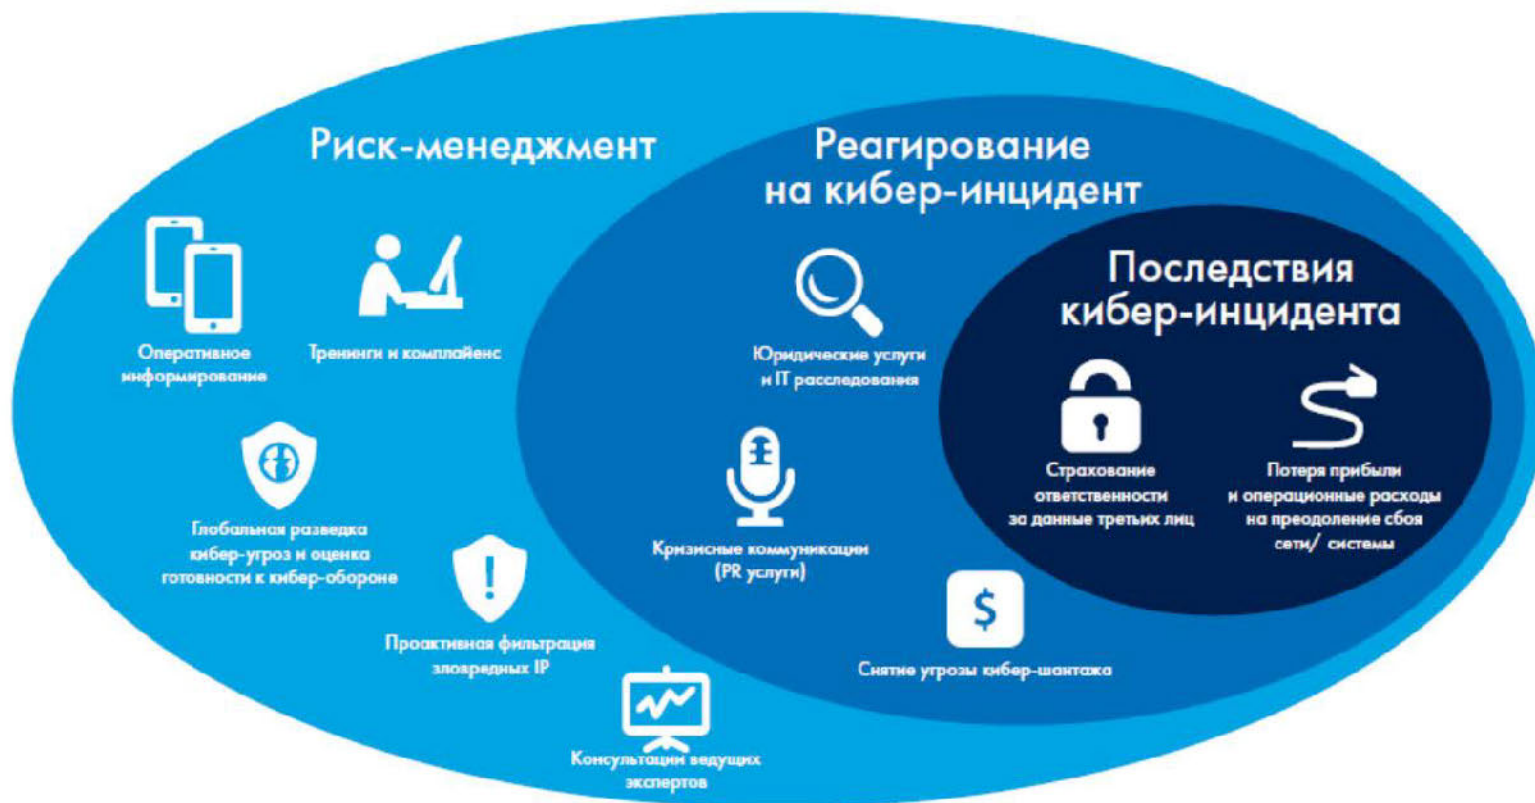 Риск-менеджмент
Оперативное
информирование
Тренинги и комплайенс
Глобальная разведка
кибер-угроз и оценка
готовности к кибер-обороне
Проактивная фильтрация
зловредных IP
Консультации ведущих
экспертов
Реагирование
на кибер-инцидент
Юридические услуги
и IT расследования
Кризисные коммуникации
(PR услуги)
$
Снятие угрозы кибер-шантажа
Последствия
кибер-инцидента
Страхование
ответственности
за данные третьих лиц
Потеря прибыли
и операционные расходы
на преодоление сбоя
сети/ системы